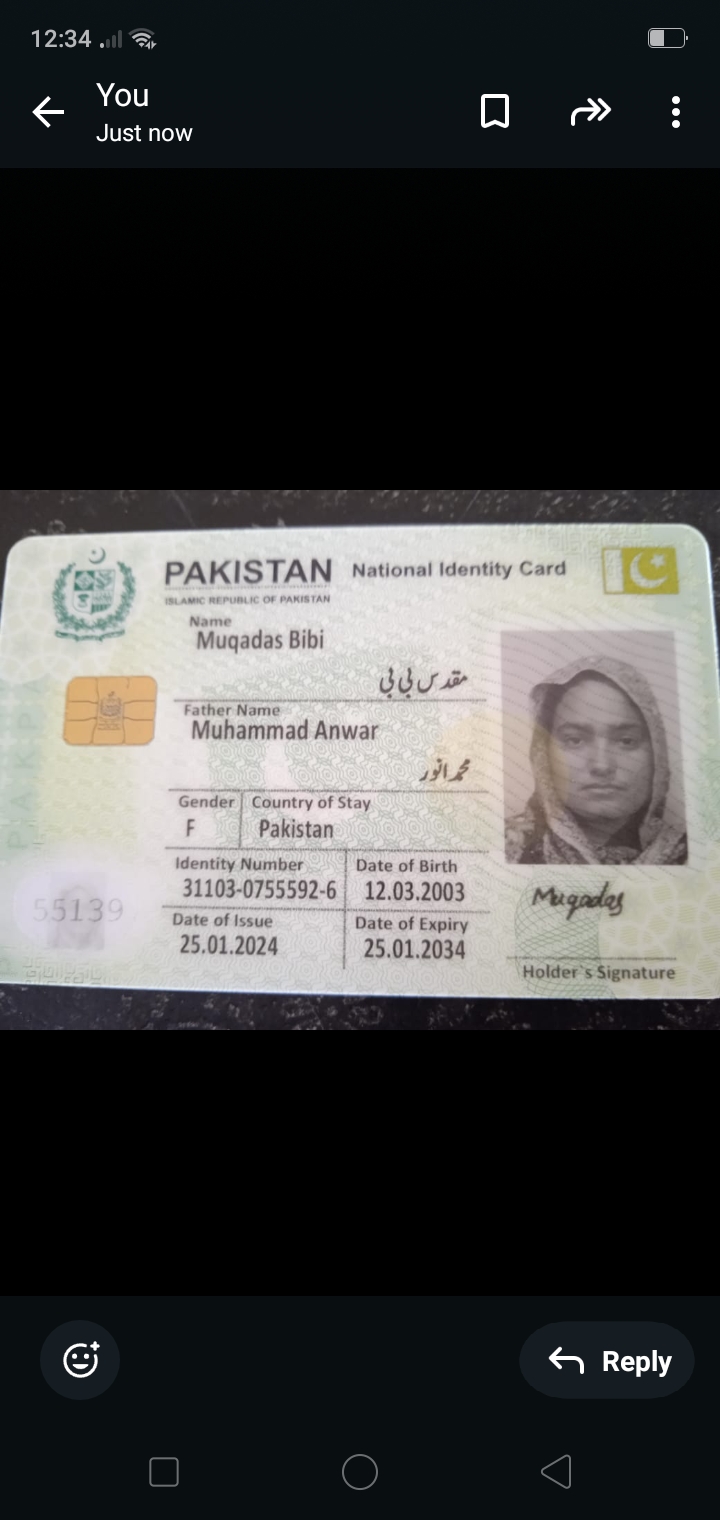 12:34
You
Just now
PAKISTAN National Identity Card
ISLAMIC REPUBLIC OF PAKISTAN
Name
Muqadas Bibi
مقدس بی بی
Father Name
Muhammad Anwar
محمد انور
Gender Country of Stay
F Pakistan
Identity Number Date of Birth
31103-0755592-6 12.03.2003
Date of Issue Date of Expiry
25.01.2024 25.01.2034
55139
Muqadas
Holder`s Signature
Reply